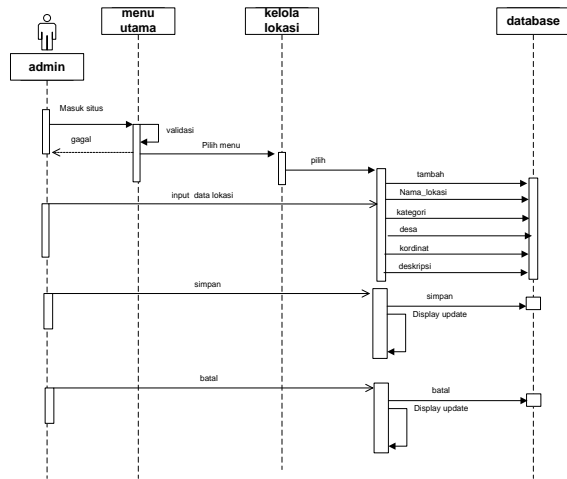 menu
utama
kelola
lokasi
database
admin
Masuk situs
validasi
gagal
Pilih menu
pilih
tambah
input data lokasi
Nama_lokasi
kategori
desa
kordinat
deskripsi
simpan
simpan
Display update
batal
batal
Display update